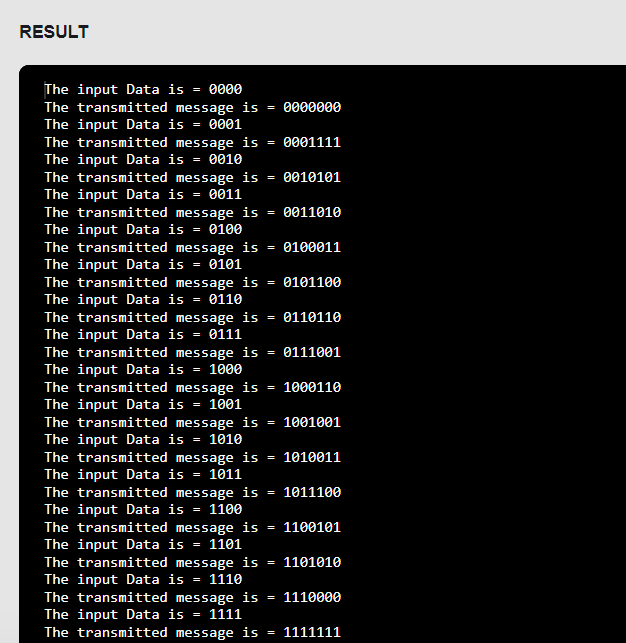 RESULT
The input Data is = 0000
The transmitted message is = 0000000
The input Data is = 0001
The transmitted message is = 0001111
The input Data is = 0010
The transmitted message is = 0010101
The input Data is = 0011
The transmitted message is = 0011010
The input Data is = 0100
The transmitted message is = 0100011
The input Data is = 0101
The transmitted message is = 0101100
The input Data is = 0110
The transmitted message is = 0110110
The input Data is = 0111
The transmitted message is = 0111001
The input Data is = 1000
The transmitted message is = 1000110
The input Data is = 1001
The transmitted message is = 1001001
The input Data is = 1010
The transmitted message is = 1010011
The input Data is = 1011
The transmitted message is = 1011100
The input Data is = 1100
The transmitted message is = 1100101
The input Data is = 1101
The transmitted message is = 1101010
The input Data is = 1110
The transmitted message is = 1110000
The input Data is = 1111
The transmitted message is = 1111111